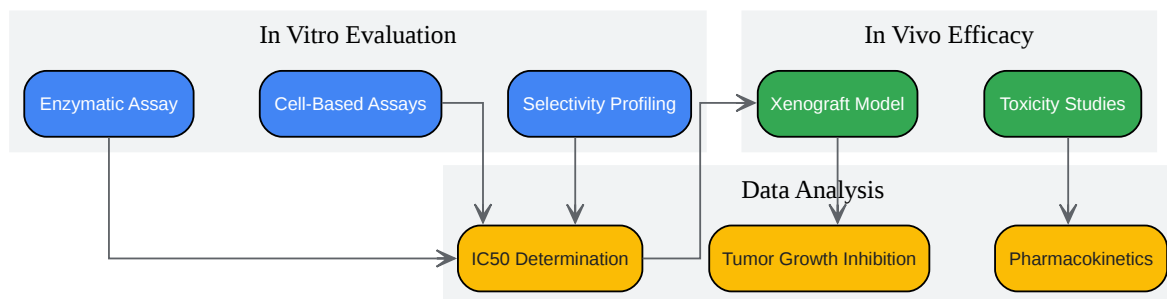 In Vitro Evaluation
In Vivo Efficacy
Enzymatic Assay
Cell-Based Assays
Selectivity Profiling
Xenograft Model
Toxicity Studies
Data Analysis
IC50 Determination
Tumor Growth Inhibition
Pharmacokinetics